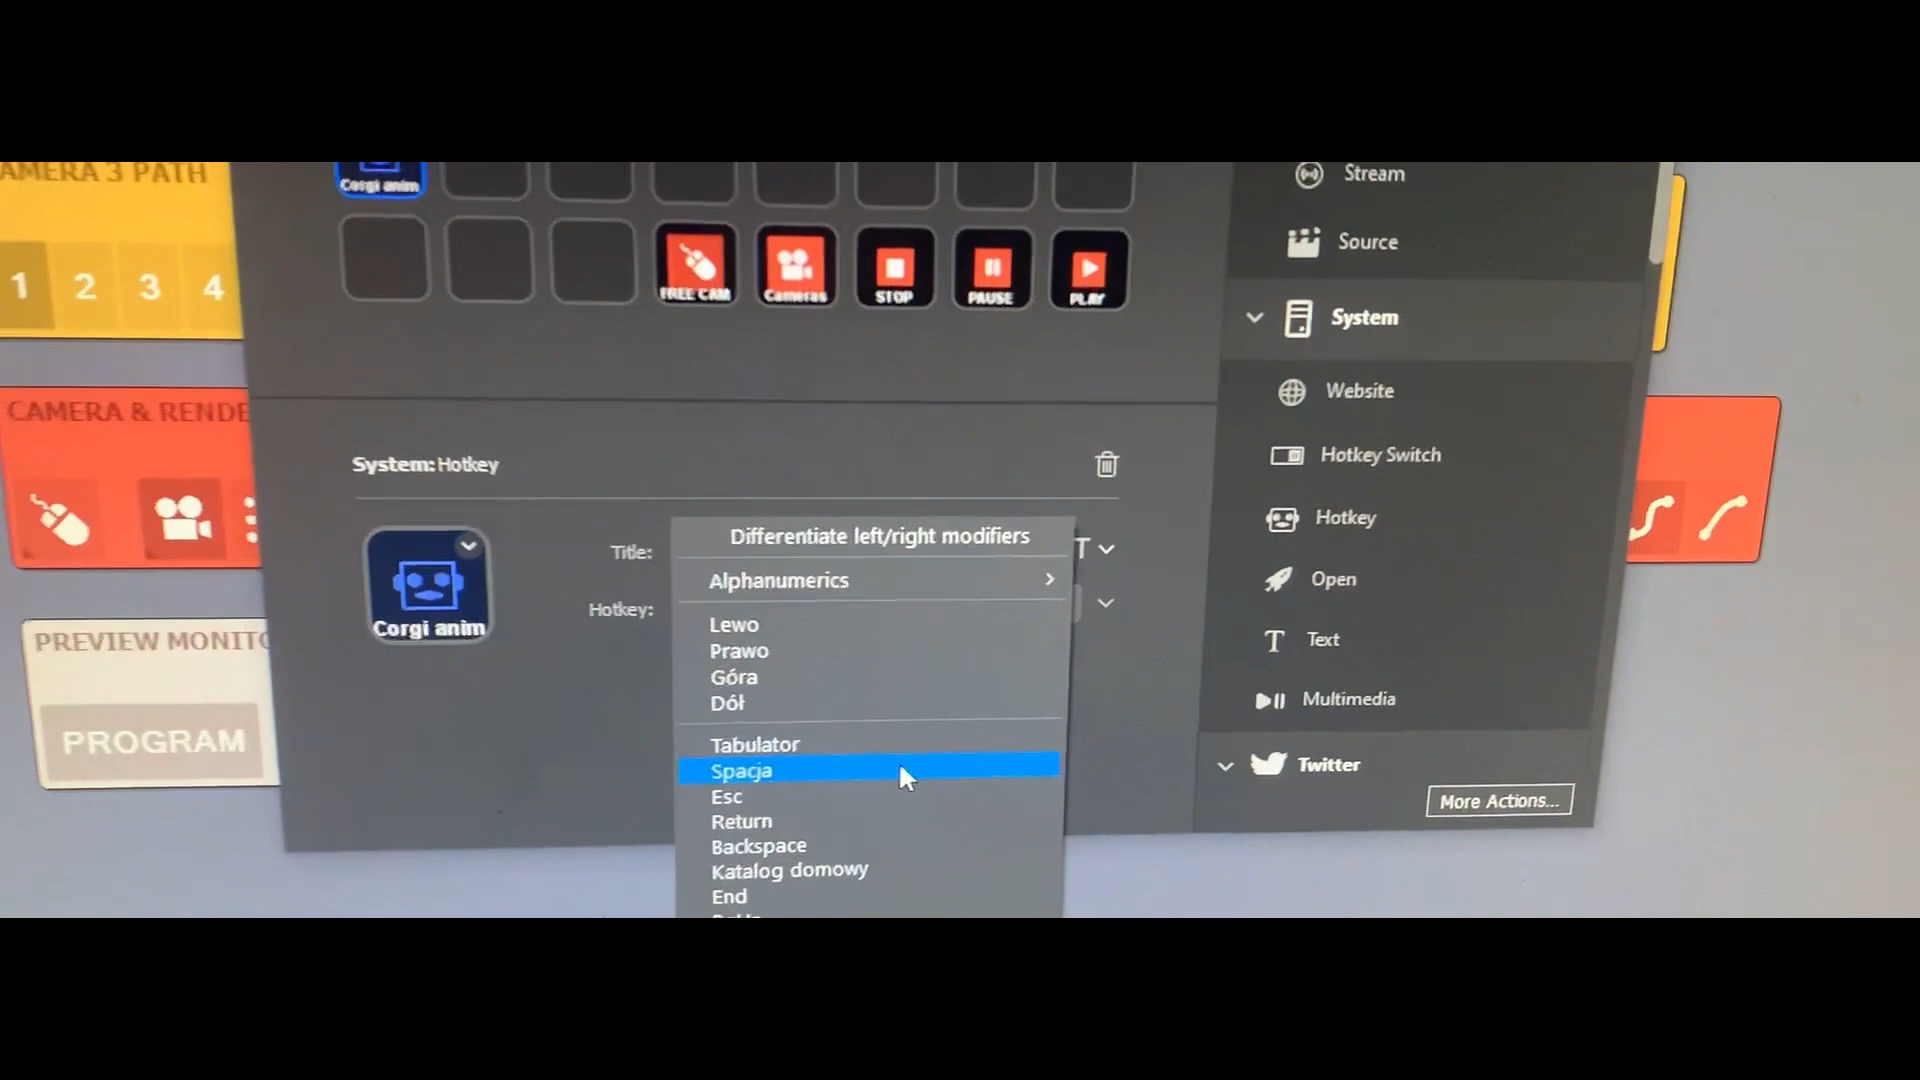 AMERA 3 PATH
1 2 3 4
CAMERA & RENDE
PREVIEW MONITO
PROGRAM
Corgi anim
FREE CAM
Cameras
STOP
PAUSE
PLAY
System: Hotkey
Corgi anim
Title:
T
Hotkey:
Differentiate left/right modifiers
Alphanumerics
Lewo
Prawo
Góra
Dół
Tabulator
Spacja
Esc
Return
Backspace
Katalog domowy
End
Stream
Source
System
Website
Hotkey Switch
Hotkey
Open
T Text
Multimedia
Twitter
More Actions...